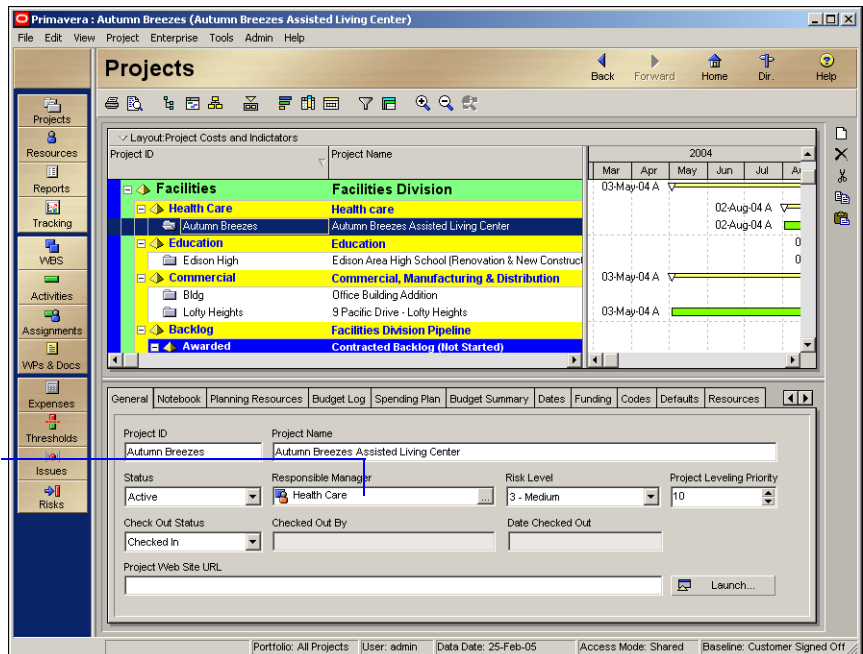 Primavera : Autumn Breezes (Autumn Breezes Assisted Living Center)
File Edit View Project Enterprise Tools Admin Help
Projects
Back Forward Home Dir. Help
Projects
Resources
Reports
Tracking
WBS
Activities
Assignments
WPs & Docs
Expenses
Thresholds
Issues
Risks
Layout:Project Costs and Indictators
Project ID Project Name 2004
Mar Apr May Jun Jul
Facilities Facilities Division 03-May-04 A
Health Care Health care 02-Aug-04 A
Autumn Breezes Autumn Breezes Assisted Living Center 02-Aug-04 A
Education Education 0
Edison High Edison Area High School (Renovation & New Construct 0
Commercial Commercial, Manufacturing & Distribution 03-May-04 A
Bldg Office Building Addition
Lofty Heights 9 Pacific Drive - Lofty Heights 03-May-04 A
Backlog Facilities Division Pipeline
Awarded Contracted Backlog (Not Started)
General Notebook Planning Resources Budget Log Spending Plan Budget Summary Dates Funding Codes Defaults Resources
Project ID Project Name
Autumn Breezes Autumn Breezes Assisted Living Center
Status Responsible Manager Risk Level Project Leveling Priority
Active Health Care ... 3 - Medium 10
Check Out Status Checked Out By Date Checked Out
Checked In
Project Web Site URL
Launch...
Portfolio: All Projects User: admin Data Date: 25-Feb-05 Access Mode: Shared Baseline: Customer Signed Off